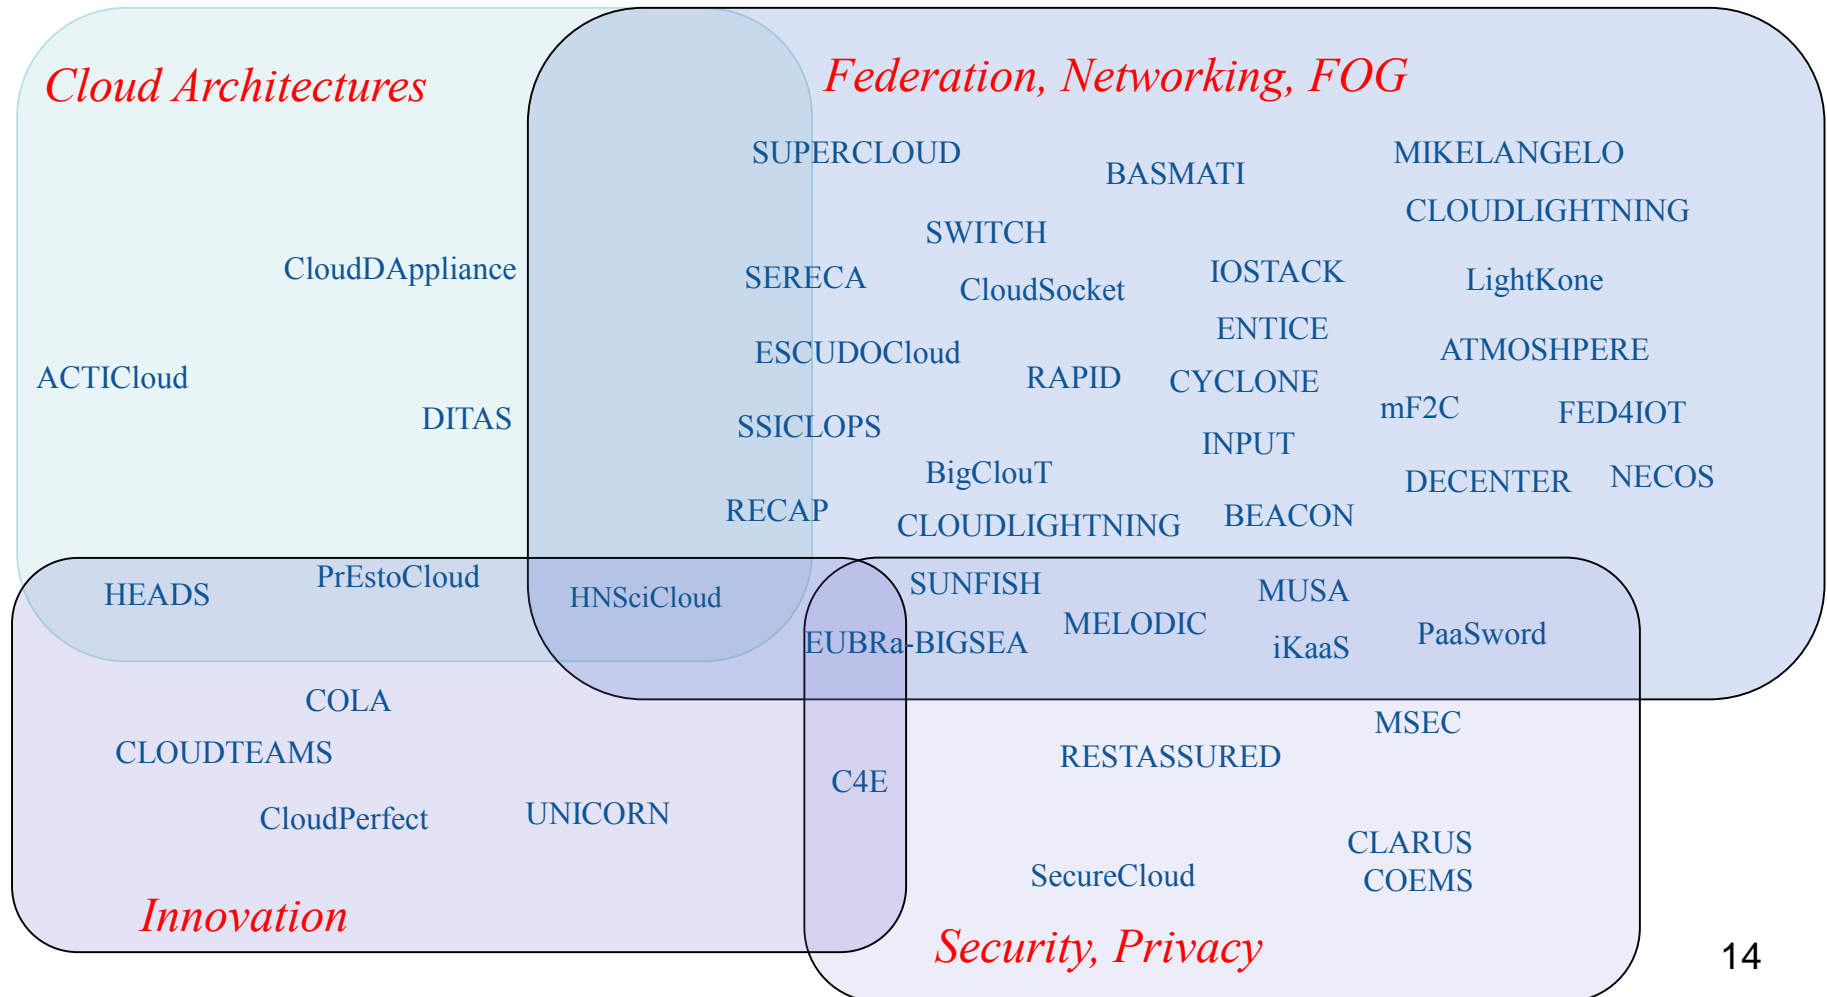 Cloud Architectures
Federation, Networking, FOG
SUPERCLOUD
BASMATI
MIKELANGELO
CLOUDLIGHTNING
SWITCH
CloudDAppliance
SERECA
CloudSocket
IOSTACK
LightKone
ENTICE
ESCUDOCloud
ATMOSHPERE
ACTICloud
RAPID
CYCLONE
mF2C
FED4IOT
DITAS
SSICLOPS
INPUT
BigClouT
DECENTER
NECOS
RECAP
CLOUDLIGHTNING
BEACON
HEADS
PrEstoCloud
HNSciCloud
SUNFISH
MUSA
MELODIC
PaaSword
EUBRa-BIGSEA
iKaaS
COLA
MSEC
CLOUDTEAMS
RESTASSURED
C4E
CloudPerfect
UNICORN
CLARUS
SecureCloud
COEMS
Innovation
Security, Privacy
14